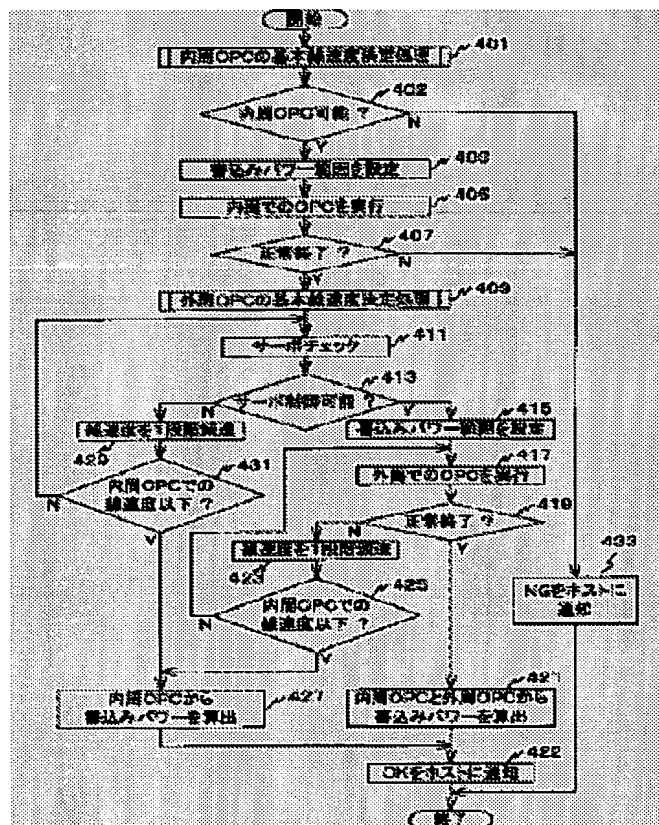 開始
内周OPCの基本線速度決定処理
401
402
内周OPC可能 ?
N
Y
書込みパワー範囲を設定
403
内周でのOPCを実行
406
407
正常終了 ?
N
Y
外周OPCの基本線速度決定処理
409
サーボチェック
411
413
サーボ制御可能 ?
N
Y
線速度を1段階減速
429
書込みパワー範囲を設定
415
431
内周OPCでの
線速度以下 ?
N
Y
417
外周でのOPCを実行
419
正常終了 ?
N
Y
線速度を1段階減速
423
425
内周OPCでの
線速度以下 ?
N
Y
433
NGをホストに
通知
内周OPCから
書込みパワーを算出
427
421
内周OPCと外周OPCから
書込みパワーを算出
422
OKをホストに通知
終了